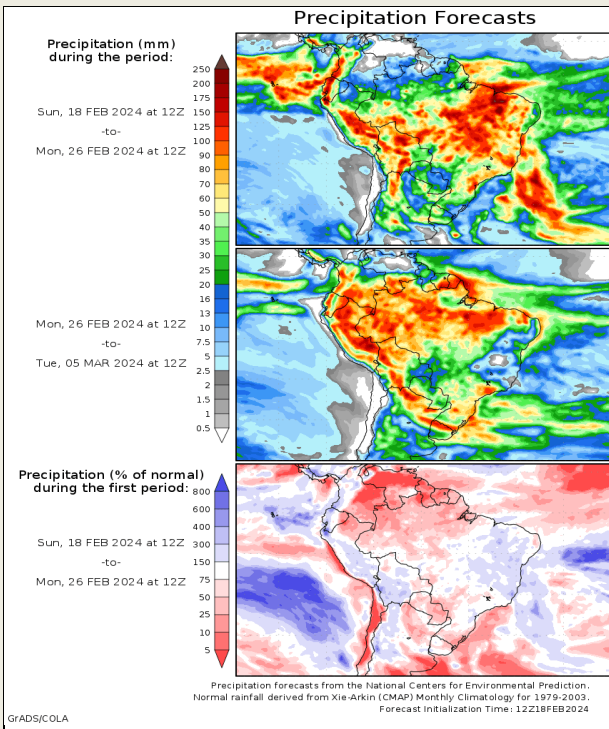 Precipitation Forecasts
Precipitation (mm)
during the period:
Sun, 18 FEB 2024 at 12Z
-to-
Mon, 26 FEB 2024 at 12Z
250
200
175
150
125
100
90
80
70
60
50
40
35
30
25
20
16
13
10
7.5
5
2.5
2
1.5
1
0.5
Mon, 26 FEB 2024 at 12Z
-to-
Tue, 05 MAR 2024 at 12Z
Precipitation (% of normal)
during the first period:
Sun, 18 FEB 2024 at 12Z
-to-
Mon, 26 FEB 2024 at 12Z
800
600
400
300
150
75
50
25
10
5
Precipitation forecasts from the National Centers for Environmental Prediction.
Normal rainfall derived from Xie-Arkin (CMAP) Monthly Climatology for 1979-2003.
Forecast Initialization Time: 12Z18FEB2024
GrADS/COLA